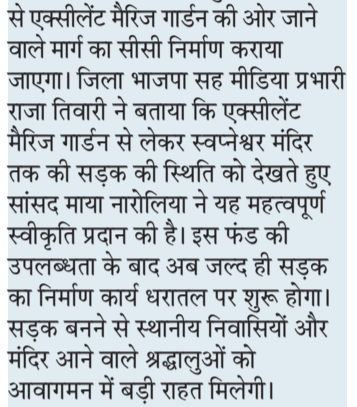 से एक्सीलेंट मैरिज गार्डन की ओर जाने
वाले मार्ग का सीसी निर्माण कराया
जाएगा। जिला भाजपा सह मीडिया प्रभारी
राजा तिवारी ने बताया कि एक्सीलेंट
मैरिज गार्डन से लेकर स्वप्नेश्वर मंदिर
तक की सड़क की स्थिति को देखते हुए
सांसद माया नारोलिया ने यह महत्वपूर्ण
स्वीकृति प्रदान की है। इस फंड की
उपलब्धता के बाद अब जल्द ही सड़क
का निर्माण कार्य धरातल पर शुरू होगा।
सड़क बनने से स्थानीय निवासियों और
मंदिर आने वाले श्रद्धालुओं को
आवागमन में बड़ी राहत मिलेगी।